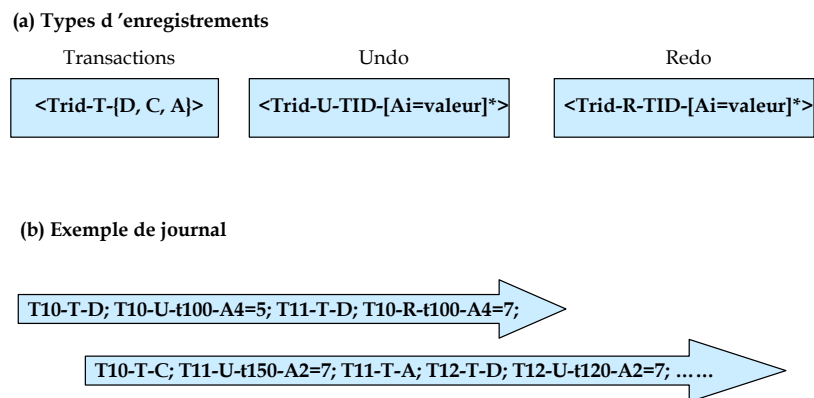 (a) Types d ’enregistrements
Transactions
Undo
Redo
<Trid-T-{D, C, A}>
<Trid-U-TID-[Ai=valeur]*>
<Trid-R-TID-[Ai=valeur]*>
(b) Exemple de journal
T10-T-D; T10-U-t100-A4=5; T11-T-D; T10-R-t100-A4=7;
T10-T-C; T11-U-t150-A2=7; T11-T-A; T12-T-D; T12-U-t120-A2=7; ……